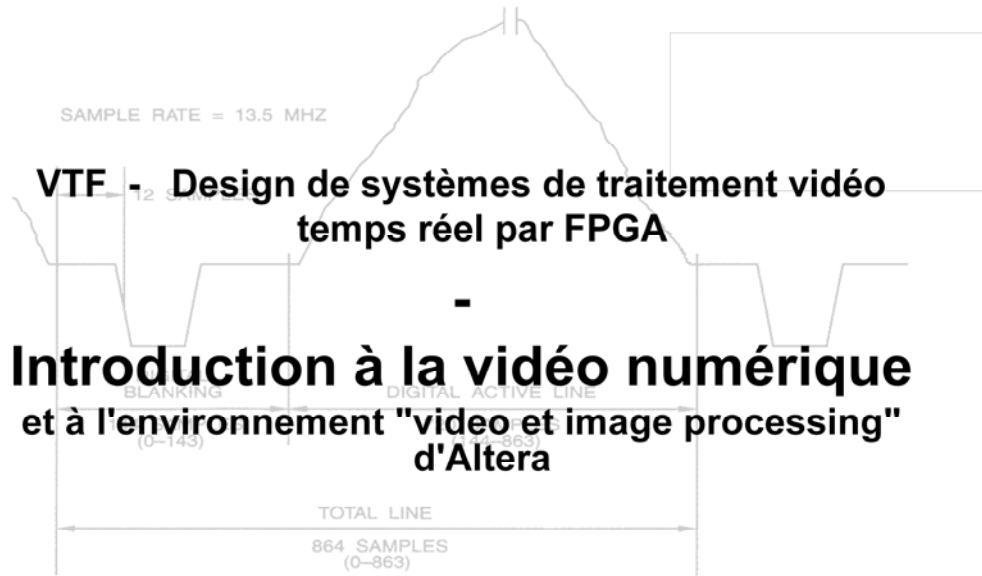 SAMPLE RATE = 13.5 MHZ
VTF - Design de systèmes de traitement vidéo
12 SAMPLES
temps réel par FPGA
-
Introduction à la vidéo numérique
BLANKING
DIGITAL ACTIVE LINE
et à l'environnement "video et image processing"
(0–143)
(144–863)
d'Altera
TOTAL LINE
864 SAMPLES
(0–863)